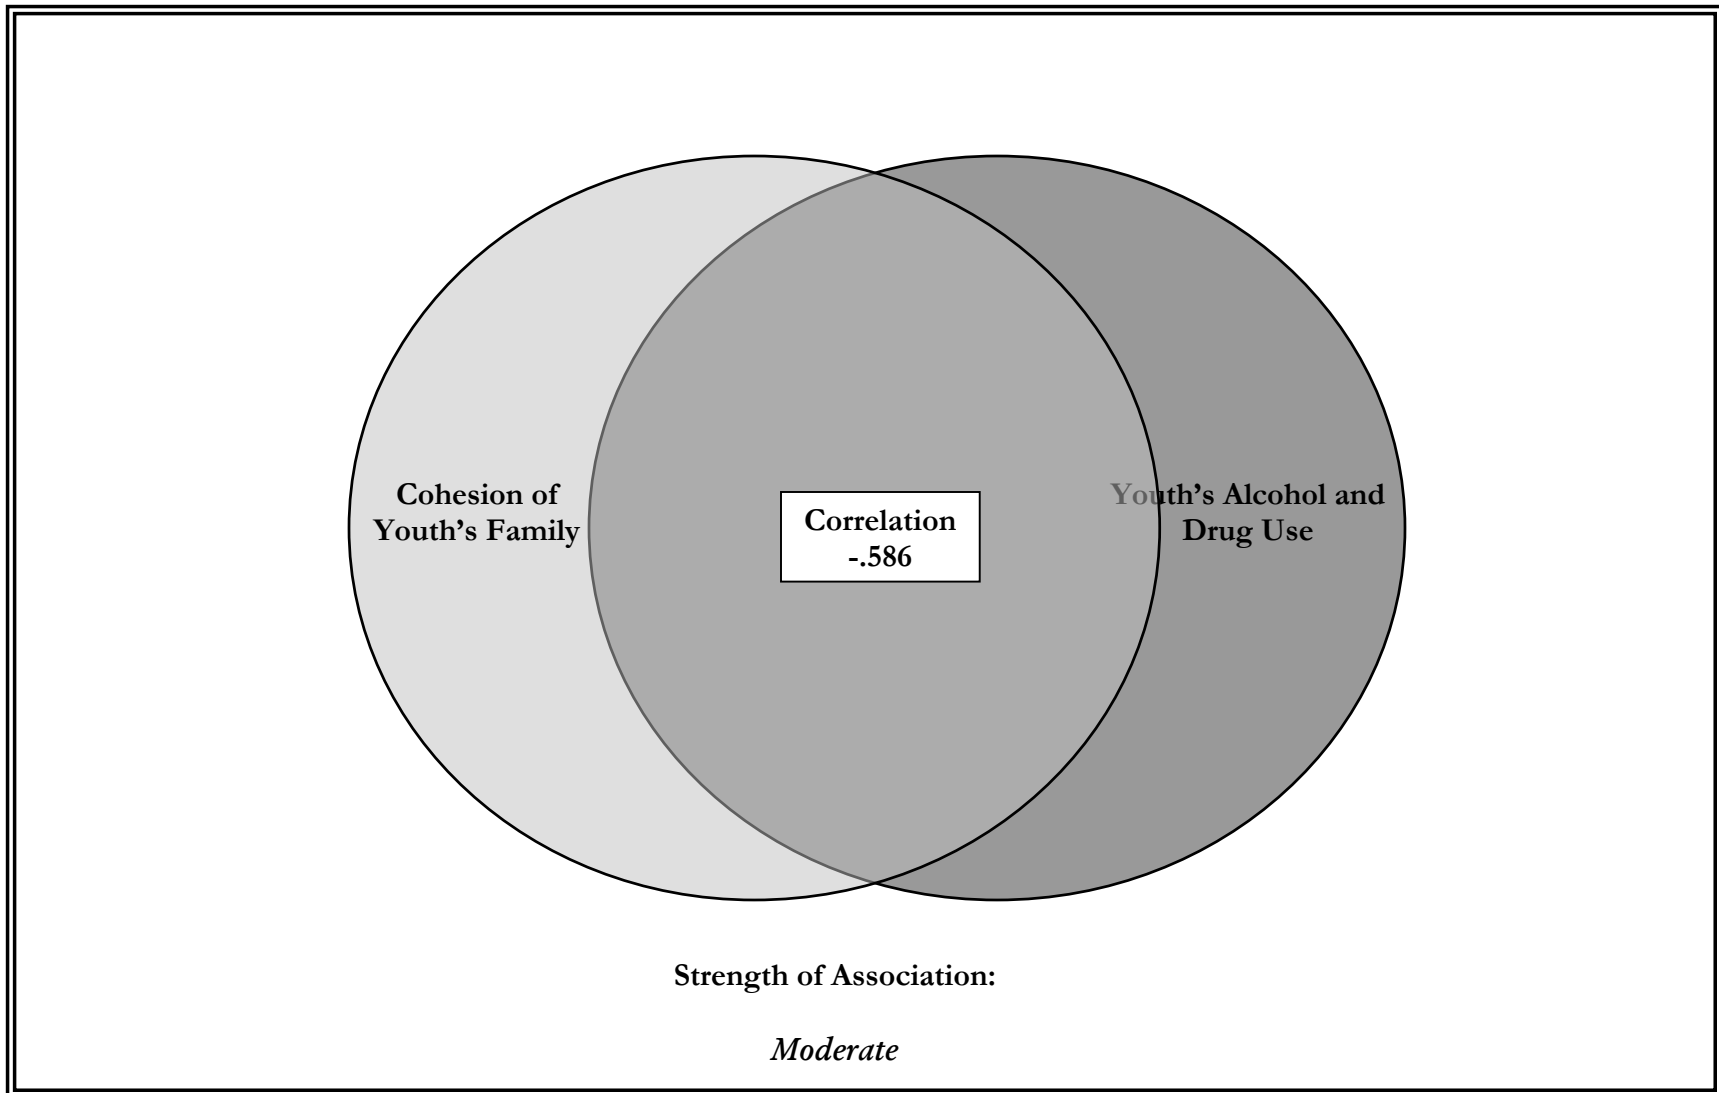 Cohesion of
Youth’s Family
Correlation
-.586
Youth’s Alcohol and
Drug Use
Strength of Association:
Moderate